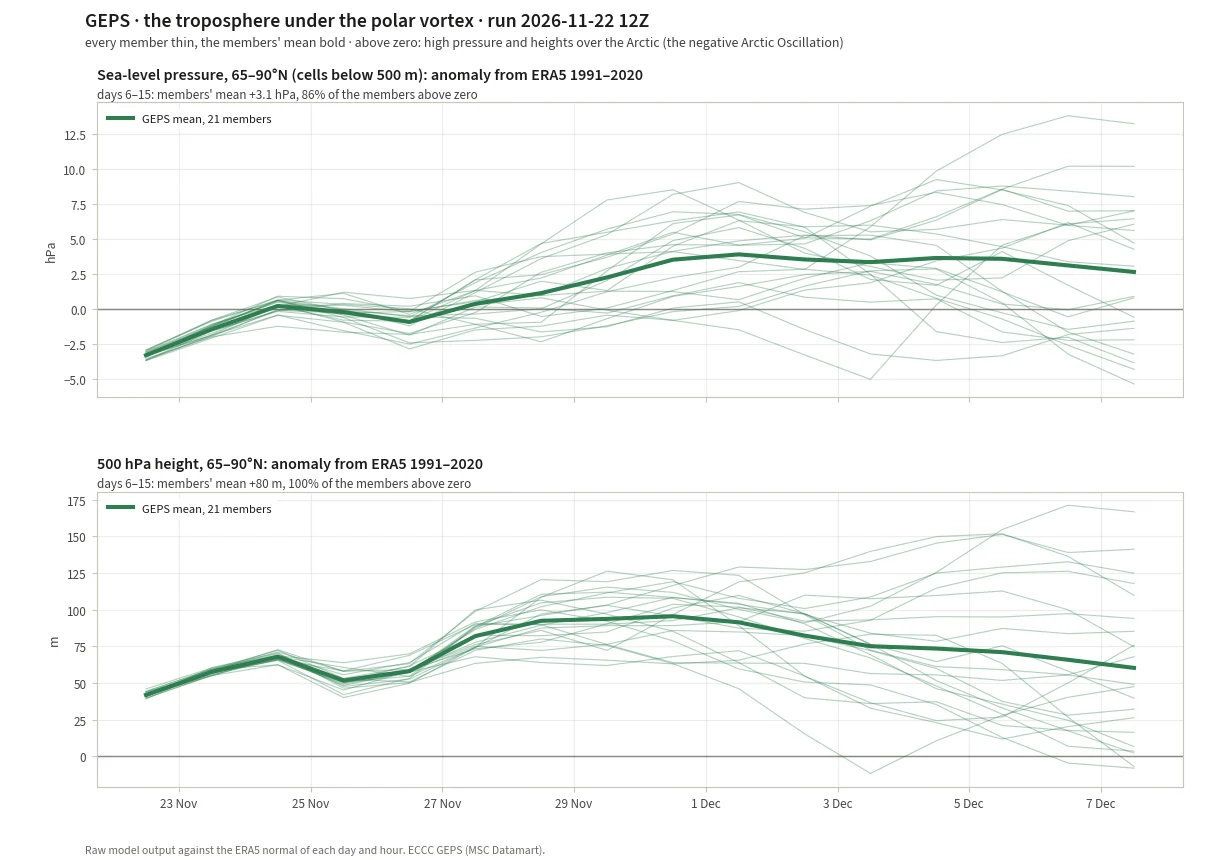 GEPS · the troposphere under the polar vortex · run 2026-11-22 12Z
every member thin, the members' mean bold · above zero: high pressure and heights over the Arctic (the negative Arctic Oscillation)
Sea-level pressure, 65–90°N (cells below 500 m): anomaly from ERA5 1991–2020
days 6–15: members' mean +3.1 hPa, 86% of the members above zero
GEPS mean, 21 members
12.5
10.0
7.5
5.0
2.5
0.0
−2.5
−5.0
hPa
500 hPa height, 65–90°N: anomaly from ERA5 1991–2020
days 6–15: members' mean +80 m, 100% of the members above zero
GEPS mean, 21 members
175
150
125
100
75
50
25
0
m
23 Nov 25 Nov 27 Nov 29 Nov 1 Dec 3 Dec 5 Dec 7 Dec
Raw model output against the ERA5 normal of each day and hour. ECCC GEPS (MSC Datamart).